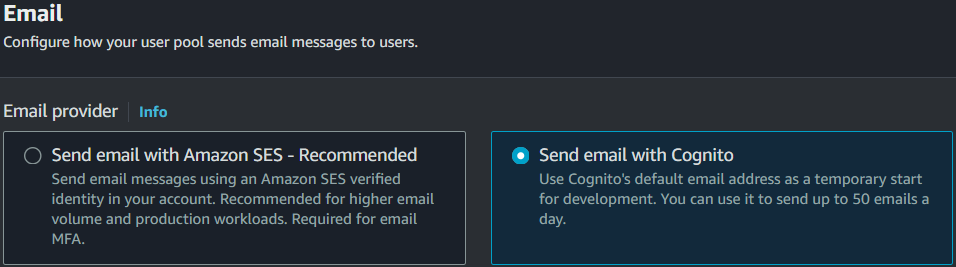 Email
Configure how your user pool sends email messages to users.
Email provider
Info
Send email with Amazon SES - Recommended
Send email messages using an Amazon SES verified
identity in your account. Recommended for higher email
volume and production workloads. Required for email
MFA.
Send email with Cognito
Use Cognito's default email address as a temporary start
for development. You can use it to send up to 50 emails a
day.